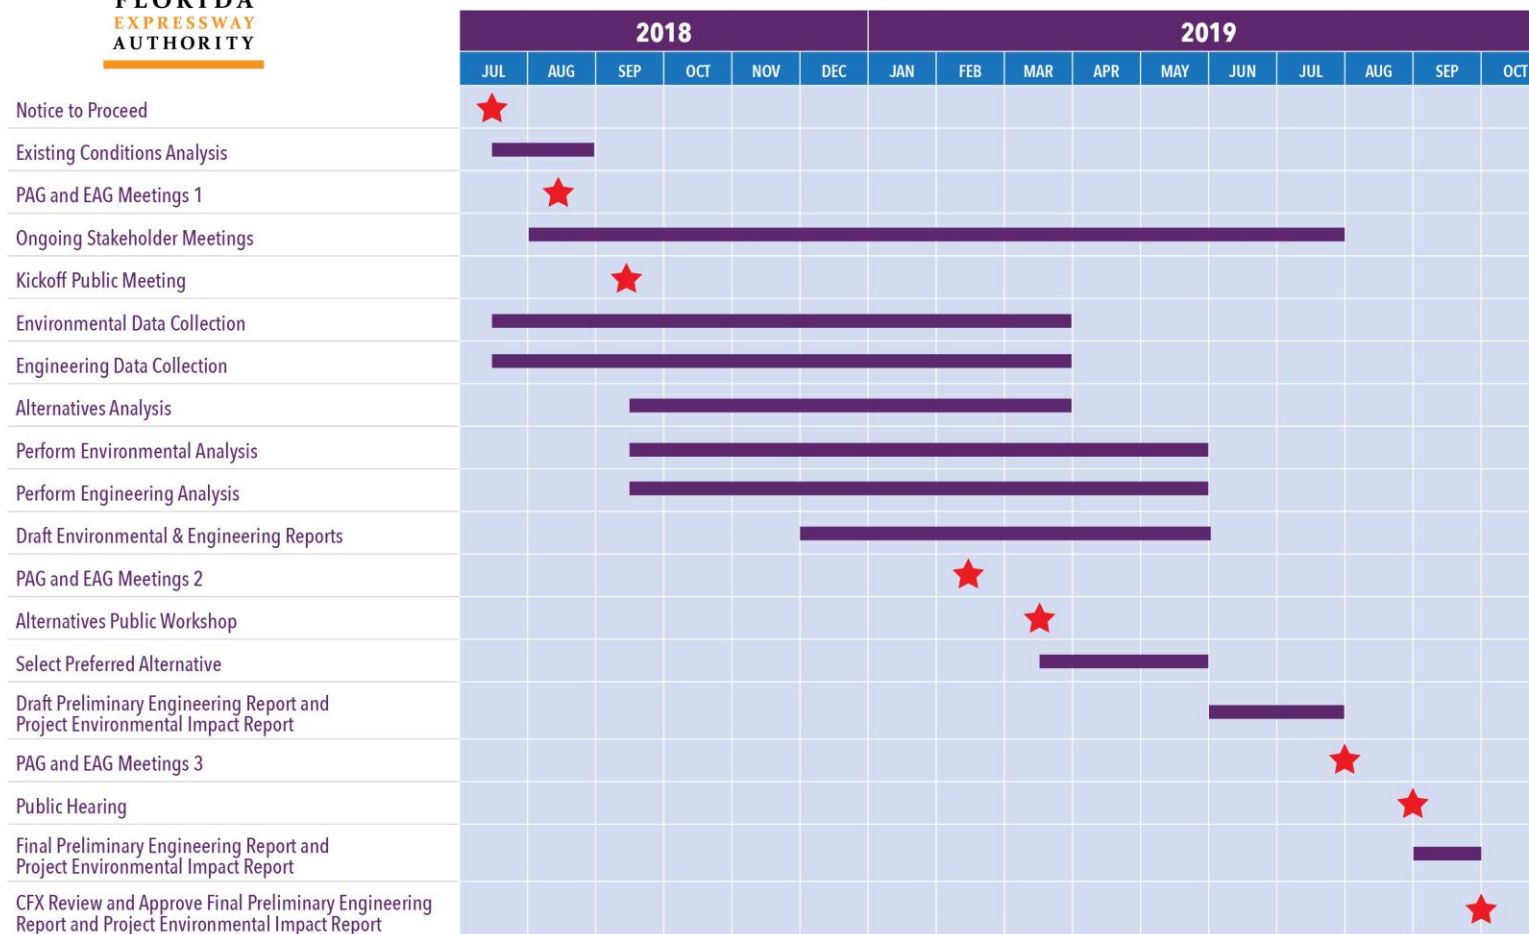 FLORIDA
EXPRESSWAY
AUTHORITY
2018 2019
JUL AUG SEP OCT NOV DEC JAN FEB MAR APR MAY JUN JUL AUG SEP OCT
Notice to Proceed
Existing Conditions Analysis
PAG and EAG Meetings 1
Ongoing Stakeholder Meetings
Kickoff Public Meeting
Environmental Data Collection
Engineering Data Collection
Alternatives Analysis
Perform Environmental Analysis
Perform Engineering Analysis
Draft Environmental & Engineering Reports
PAG and EAG Meetings 2
Alternatives Public Workshop
Select Preferred Alternative
Draft Preliminary Engineering Report and
Project Environmental Impact Report
PAG and EAG Meetings 3
Public Hearing
Final Preliminary Engineering Report and
Project Environmental Impact Report
CFX Review and Approve Final Preliminary Engineering
Report and Project Environmental Impact Report